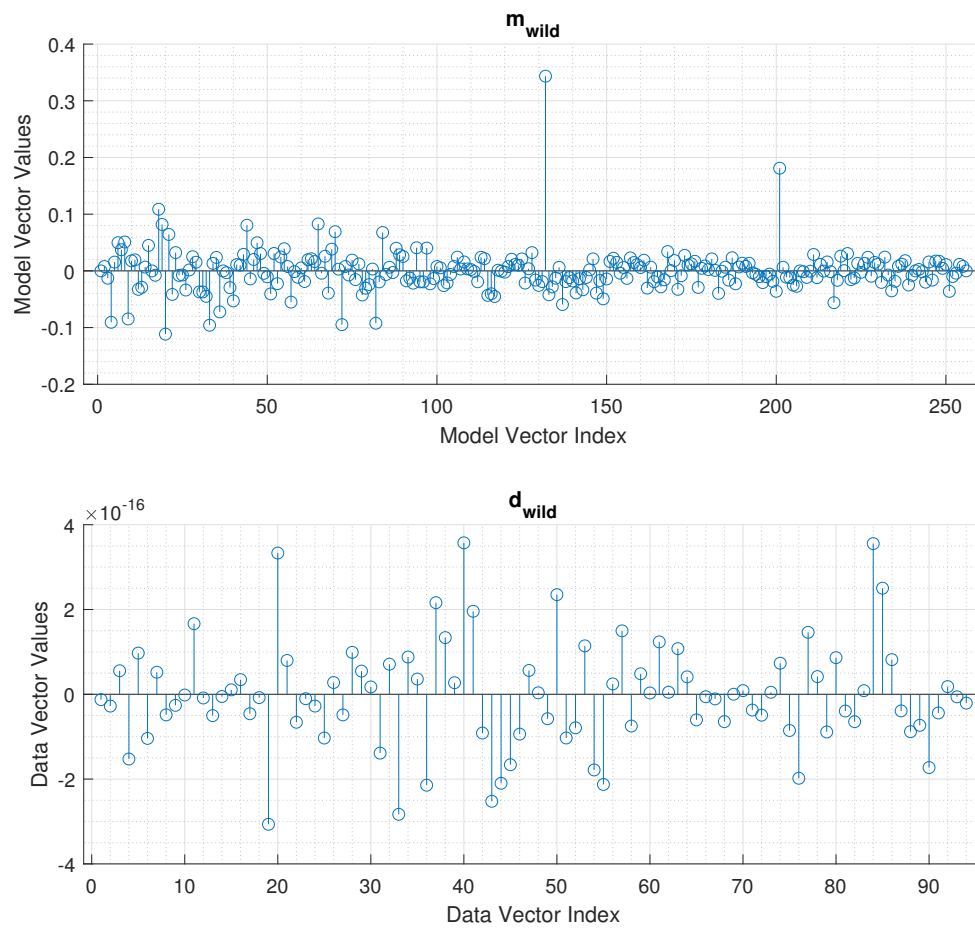 m_wild
0.4
0.3
0.2
0.1
0
-0.1
-0.2
Model Vector Values
0 50 100 150 200 250
Model Vector Index
×10^-16
d_wild
4
2
0
-2
-4
Data Vector Values
0 10 20 30 40 50 60 70 80 90
Data Vector Index